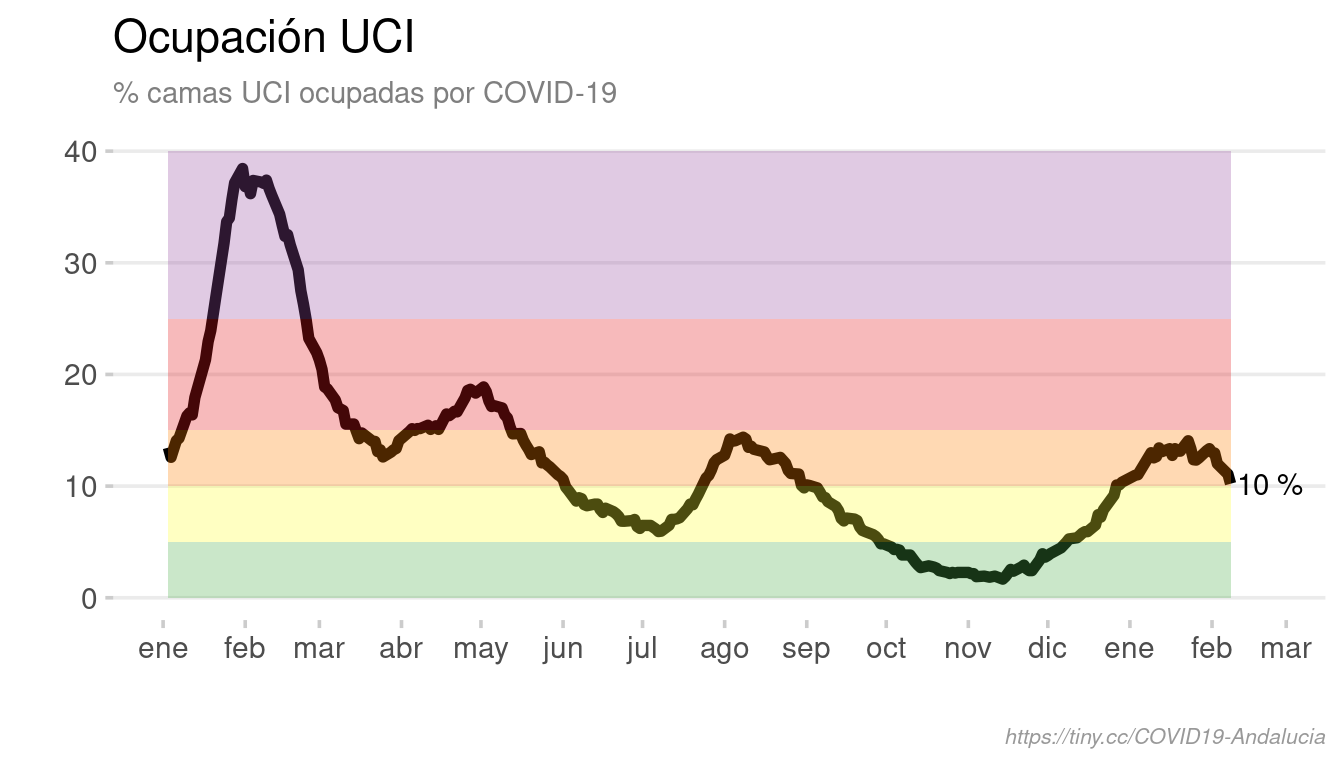 Ocupación UCI
% camas UCI ocupadas por COVID-19
40
30
20
10
0
10 %
ene feb mar abr may jun jul ago sep oct nov dic ene feb mar
https://tiny.cc/COVID19-Andalucia